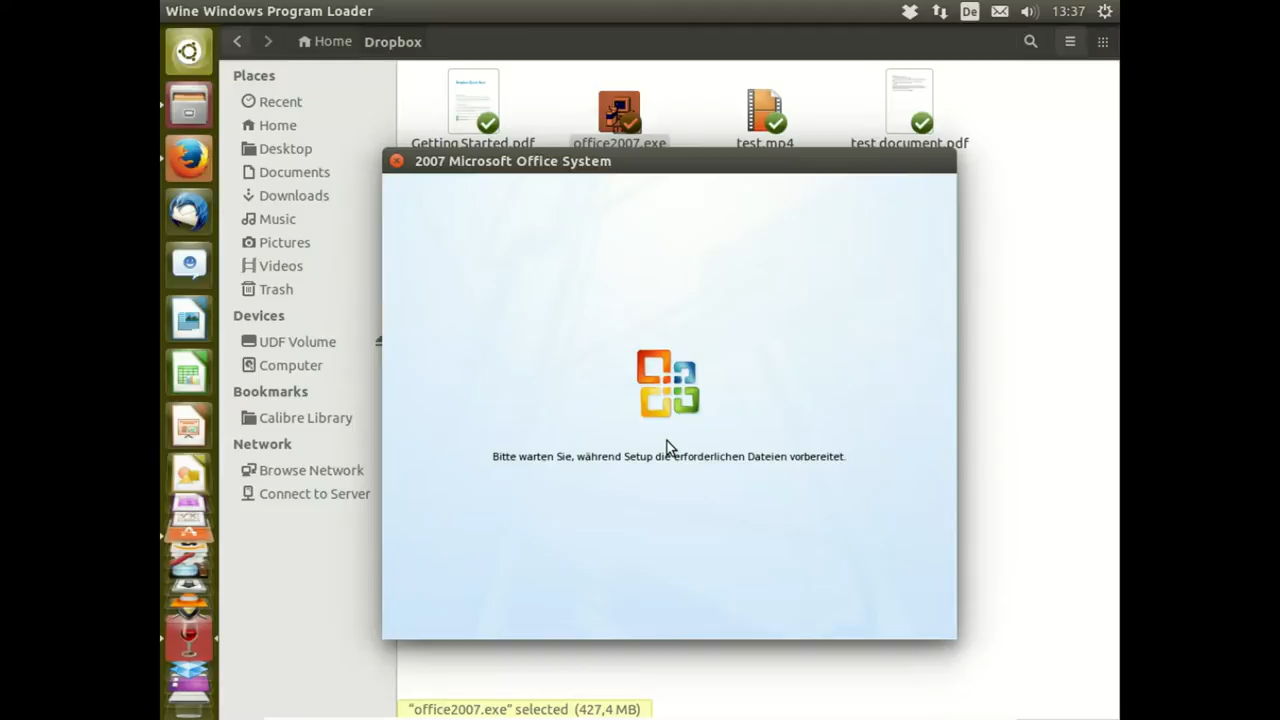 Wine Windows Program Loader
De
13:37
Home
Dropbox
Places
Recent
Home
Desktop
Documents
Downloads
Music
Pictures
Videos
Trash
Devices
UDF Volume
Computer
Bookmarks
Calibre Library
Network
Browse Network
Connect to Server
Getting Started.pdf
office2007.exe
test.mp4
test document.pdf
2007 Microsoft Office System
Bitte warten Sie, während Setup die erforderlichen Dateien vorbereitet.
"office2007.exe" selected (427,4 MB)